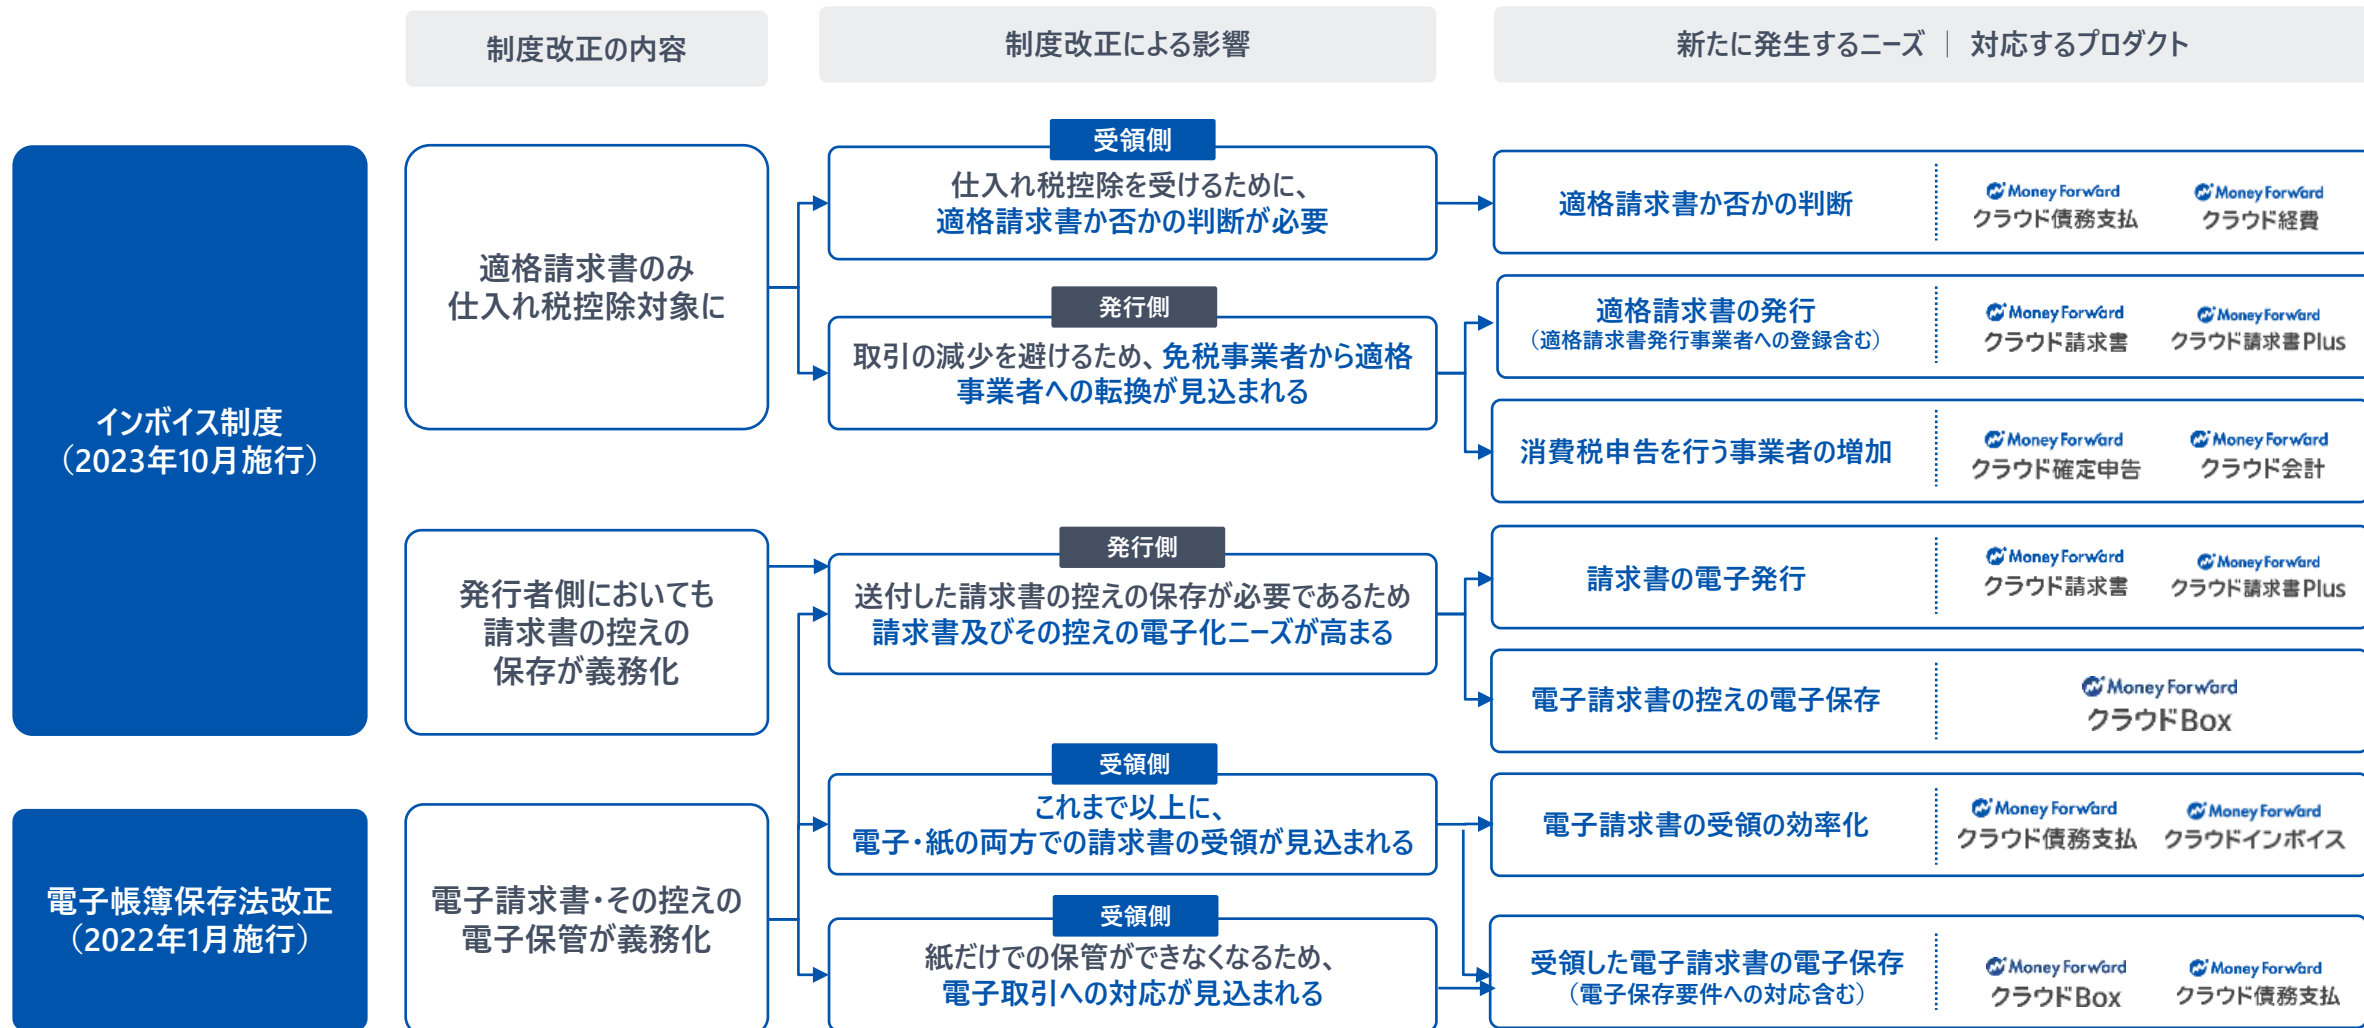 制度改正の内容
制度改正による影響
新たに発生するニーズ ｜ 対応するプロダクト
インボイス制度
（2023年10月施行）
適格請求書のみ
仕入れ税控除対象に
受領側
仕入れ税控除を受けるために、
適格請求書か否かの判断が必要
適格請求書か否かの判断
Money Forward
クラウド債務支払
Money Forward
クラウド経費
発行側
取引の減少を避けるため、免税事業者から適格
事業者への転換が見込まれる
適格請求書の発行
（適格請求書発行事業者への登録含む）
Money Forward
クラウド請求書
Money Forward
クラウド請求書Plus
消費税申告を行う事業者の増加
Money Forward
クラウド確定申告
Money Forward
クラウド会計
発行者側においても
請求書の控えの
保存が義務化
発行側
送付した請求書の控えの保存が必要であるため
請求書及びその控えの電子化ニーズが高まる
請求書の電子発行
Money Forward
クラウド請求書
Money Forward
クラウド請求書Plus
電子請求書の控えの電子保存
Money Forward
クラウドBox
電子帳簿保存法改正
（2022年1月施行）
電子請求書・その控えの
電子保管が義務化
受領側
これまで以上に、
電子・紙の両方での請求書の受領が見込まれる
電子請求書の受領の効率化
Money Forward
クラウド債務支払
Money Forward
クラウドインボイス
受領側
紙だけでの保管ができなくなるため、
電子取引への対応が見込まれる
受領した電子請求書の電子保存
（電子保存要件への対応含む）
Money Forward
クラウドBox
Money Forward
クラウド債務支払